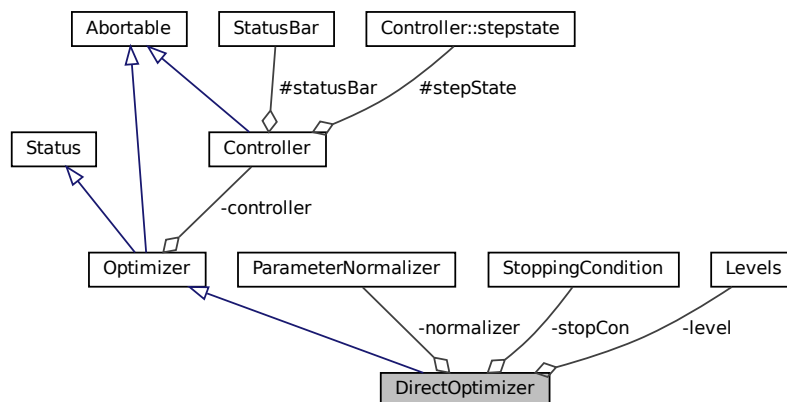 Abortable
StatusBar
Controller::stepstate
#statusBar
#stepState
Status
Controller
-controller
Optimizer
ParameterNormalizer
StoppingCondition
Levels
-normalizer
-stopCon
-level
DirectOptimizer